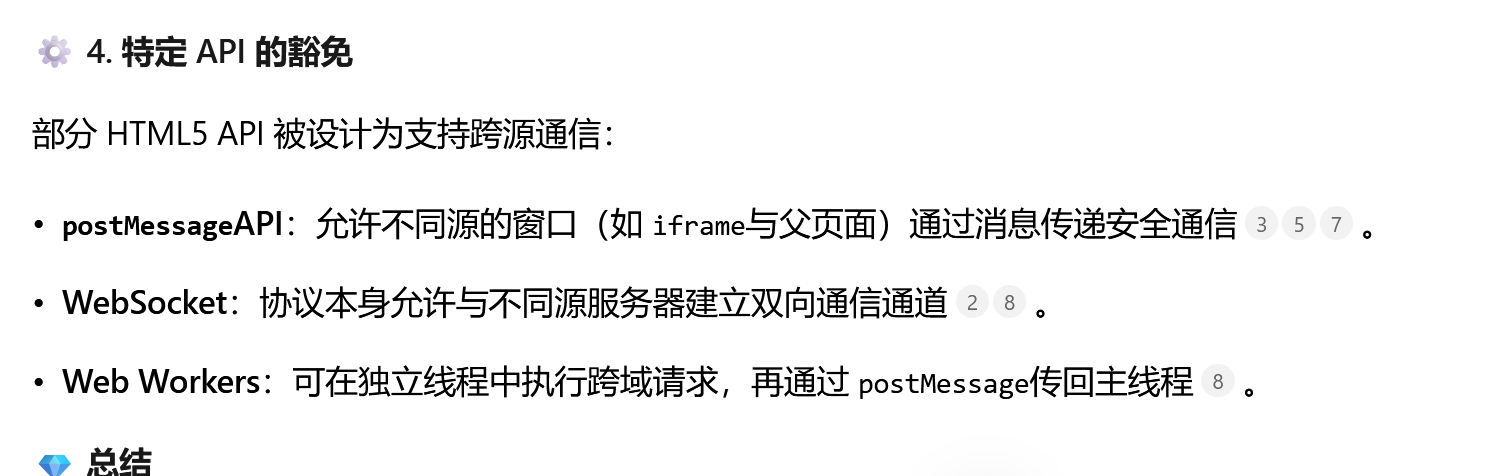 ⚙️ 4. 特定 API 的豁免
部分 HTML5 API 被设计为支持跨源通信：
• postMessageAPI：允许不同源的窗口（如 iframe与父页面）通过消息传递安全通信 3 5 7 。
• WebSocket：协议本身允许与不同源服务器建立双向通信通道 2 8 。
• Web Workers：可在独立线程中执行跨域请求，再通过 postMessage传回主线程 8 。
💎 总结